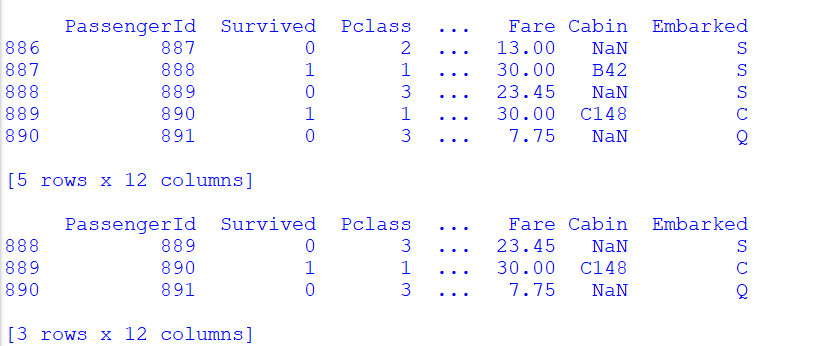 PassengerId  Survived  Pclass  ...   Fare Cabin  Embarked
886          887         0       2  ...  13.00   NaN         S
887          888         1       1  ...  30.00   B42         S
888          889         0       3  ...  23.45   NaN         S
889          890         1       1  ...  30.00  C148         C
890          891         0       3  ...   7.75   NaN         Q
[5 rows x 12 columns]
     PassengerId  Survived  Pclass  ...   Fare Cabin  Embarked
888          889         0       3  ...  23.45   NaN         S
889          890         1       1  ...  30.00  C148         C
890          891         0       3  ...   7.75   NaN         Q
[3 rows x 12 columns]